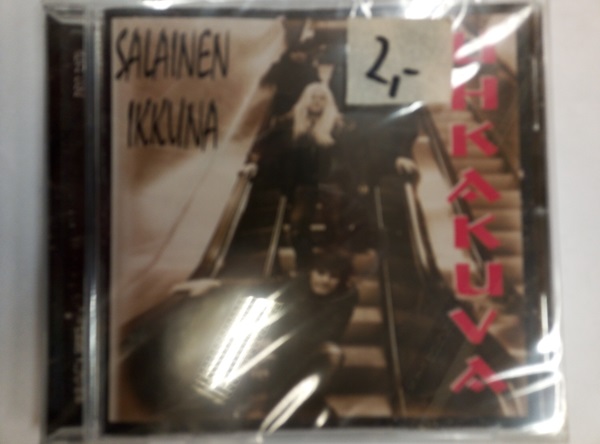 SALAINEN
IKKUNA
2,-
HKAKUVA